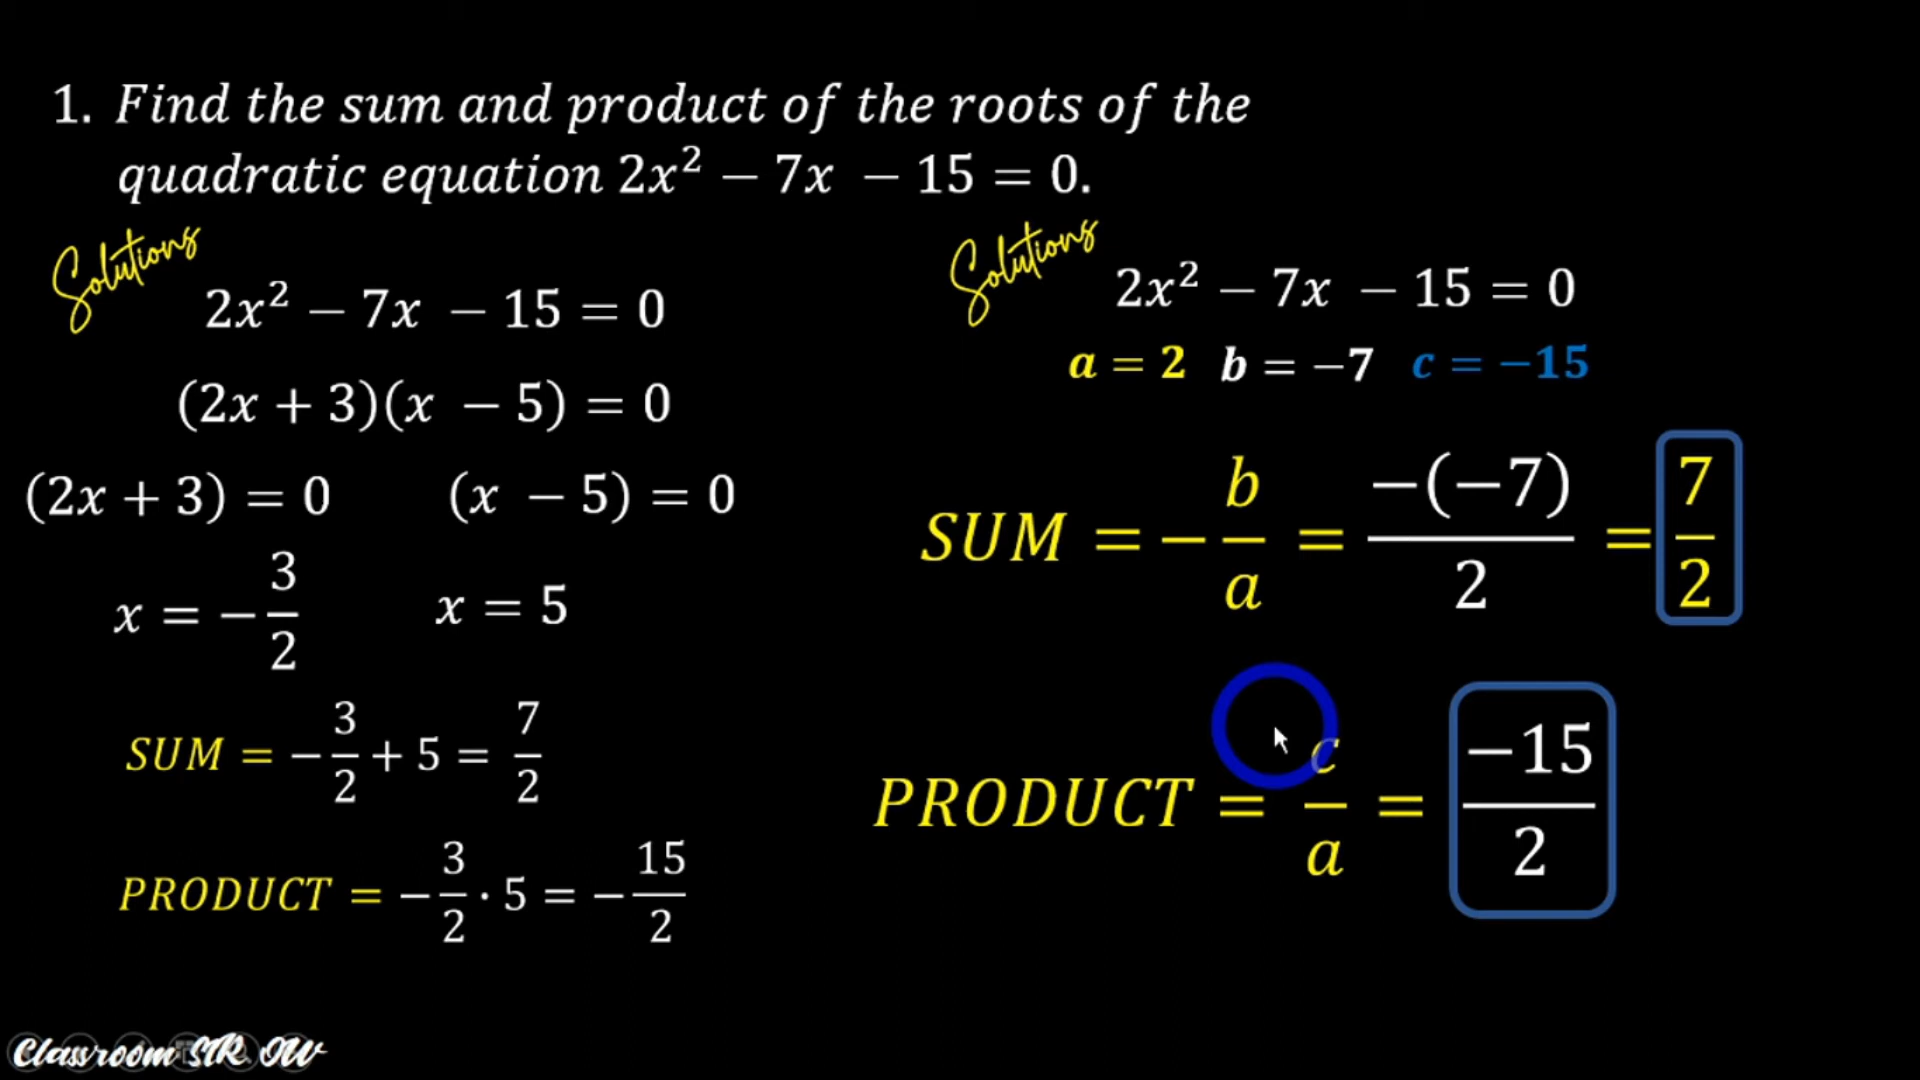 1. Find the sum and product of the roots of the
quadratic equation 2x² − 7x − 15 = 0.
Solutions
2x² − 7x − 15 = 0
(2x + 3)(x − 5) = 0
(2x + 3) = 0 (x − 5) = 0
x = −3/2 x = 5
SUM = −3/2 + 5 = 7/2
PRODUCT = −3/2 · 5 = −15/2
Solutions
2x² − 7x − 15 = 0
a = 2 b = −7 c = −15
SUM = −b/a = −(−7)/2 = 7/2
PRODUCT = c/a = −15/2
Classroom SIR OW